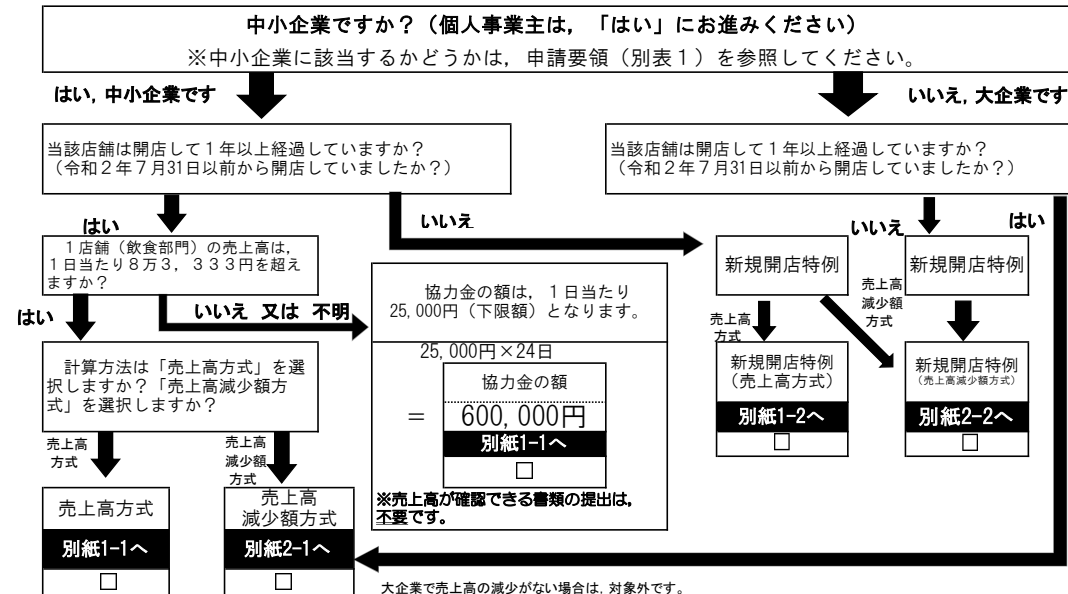 中小企業ですか？（個人事業主は，「はい」にお進みください）
※中小企業に該当するかどうかは，申請要領（別表１）を参照してください。
はい，中小企業です
いいえ，大企業です
当該店舗は開店して１年以上経過していますか？
（令和２年７月31日以前から開店していましたか？）
当該店舗は開店して１年以上経過していますか？
（令和２年７月31日以前から開店していましたか？）
はい
いいえ
いいえ
はい
１店舗（飲食部門）の売上高は，
１日当たり８万３，３３３円を超え
ますか？
はい
いいえ 又は 不明
協力金の額は，１日当たり
25,000円（下限額）となります。
25,000円×24日
協力金の額
＝ 600,000円
別紙1-1へ
□
※売上高が確認できる書類の提出は，
不要です。
新規開店特例
新規開店特例
売上高
方式
売上高
減少額
方式
新規開店特例
（売上高方式）
別紙1-2へ
□
新規開店特例
（売上高減少額方式）
別紙2-2へ
□
計算方法は「売上高方式」を選
択しますか？「売上高減少額方
式」を選択しますか？
売上高
方式
売上高
減少額
方式
売上高方式
別紙1-1へ
□
売上高
減少額方式
別紙2-1へ
□
大企業で売上高の減少がない場合は，対象外です。